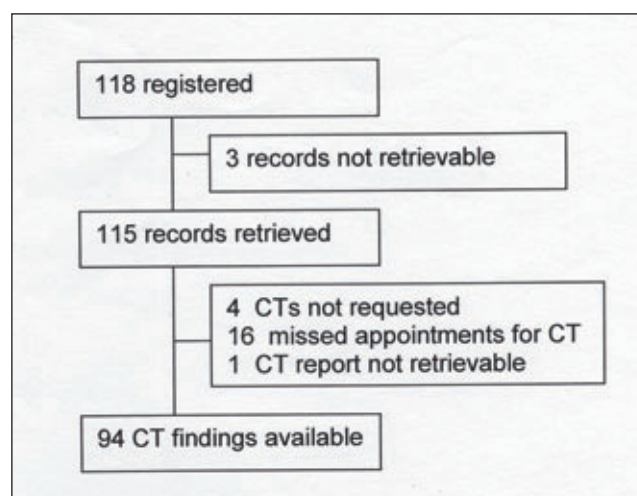 118 registered
3 records not retrievable
115 records retrieved
4 CTs not requested
16 missed appointments for CT
1 CT report not retrievable
94 CT findings available